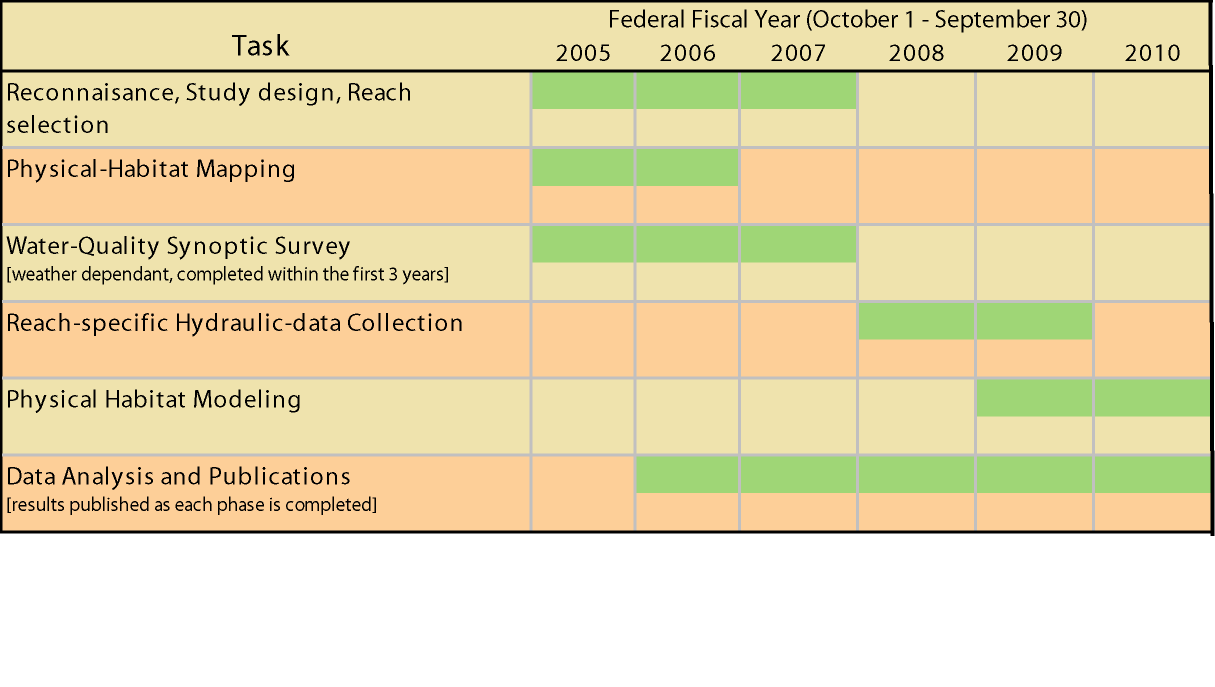 Task
Federal Fiscal Year (October 1 - September 30)
2005 2006 2007 2008 2009 2010
Reconnaisance, Study design, Reach
selection
Physical-Habitat Mapping
Water-Quality Synoptic Survey
[weather dependant, completed within the first 3 years]
Reach-specific Hydraulic-data Collection
Physical Habitat Modeling
Data Analysis and Publications
[results published as each phase is completed]